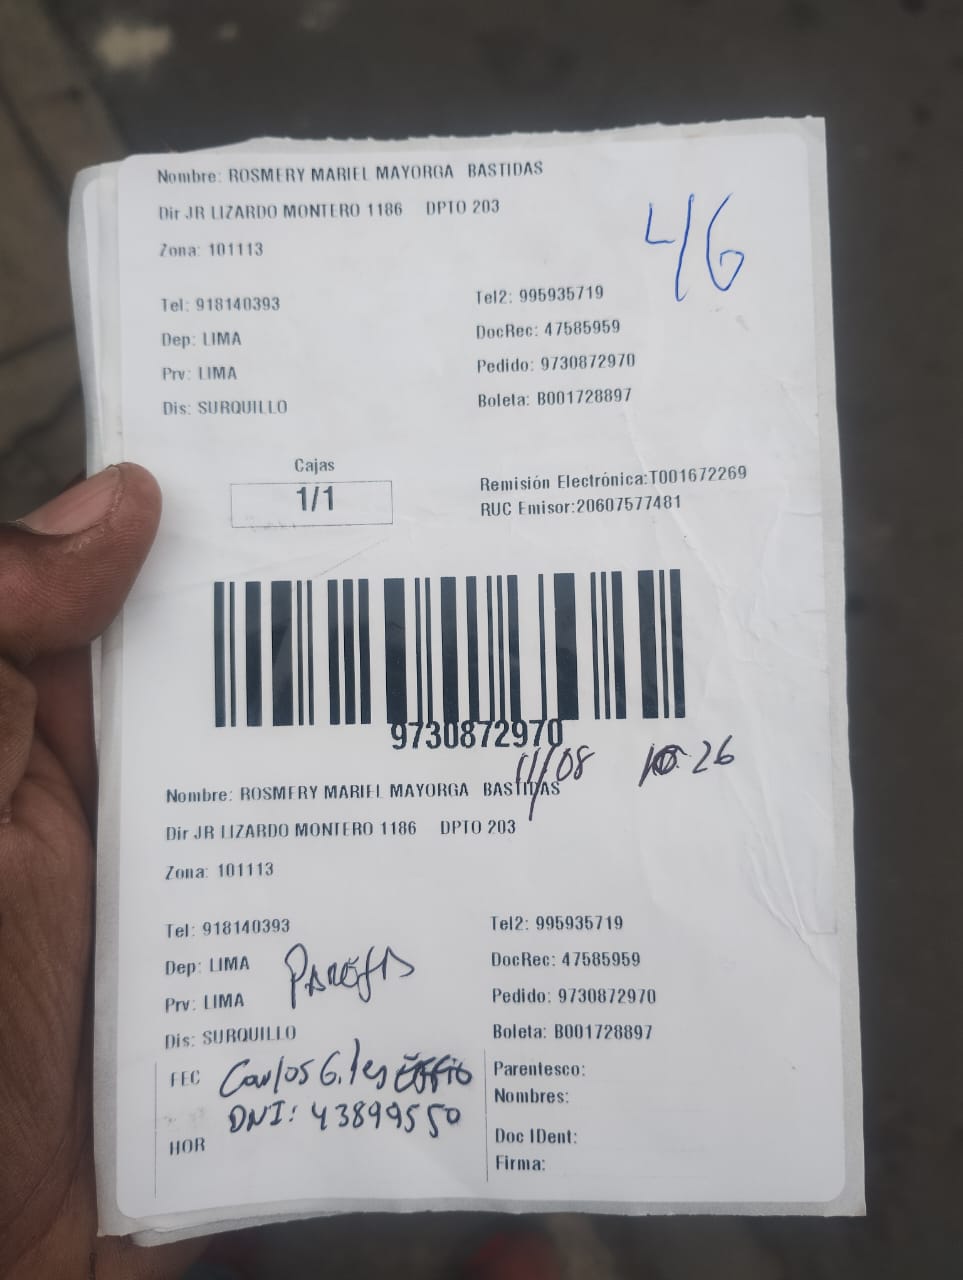 Nombre: ROSMERY MARIEL MAYORGA BASTIDAS
Dir JR LIZARDO MONTERO 1186 DPTO 203
4/6
Zona: 101113
Tel: 918140393 Tel2: 995935719
Dep: LIMA DocRec: 47585959
Prv: LIMA Pedido: 9730872970
Dis: SURQUILLO Boleta: B001728897
Cajas
1/1
Remisión Electrónica:T001672269
RUC Emisor:20607577481
9730872970
11/08 26
Nombre: ROSMERY MARIEL MAYORGA BASTIDAS
Dir JR LIZARDO MONTERO 1186 DPTO 203
Zona: 101113
Tel: 918140393 Tel2: 995935719
Dep: LIMA DocRec: 47585959
Prv: LIMA Pedido: 9730872970
Dis: SURQUILLO Boleta: B001728897
FEC Carlos Parentesco:
Nombres:
DNI: 43899550
HOR Doc IDent:
Firma: